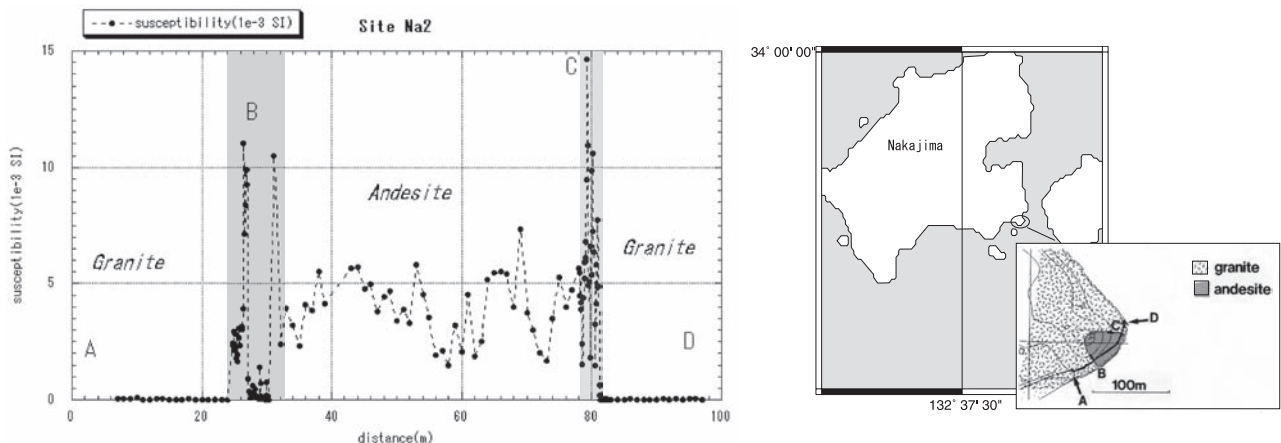 susceptibility(1e-3 SI)
Site Na2
15
10
5
0
susceptibility(1e-3 SI)
A
B
C
D
Granite
Andesite
Granite
0
20
40
60
80
100
distance(m)
34° 00' 00"
Nakajima
132° 37' 30"
granite
andesite
D
C
B
A
100m